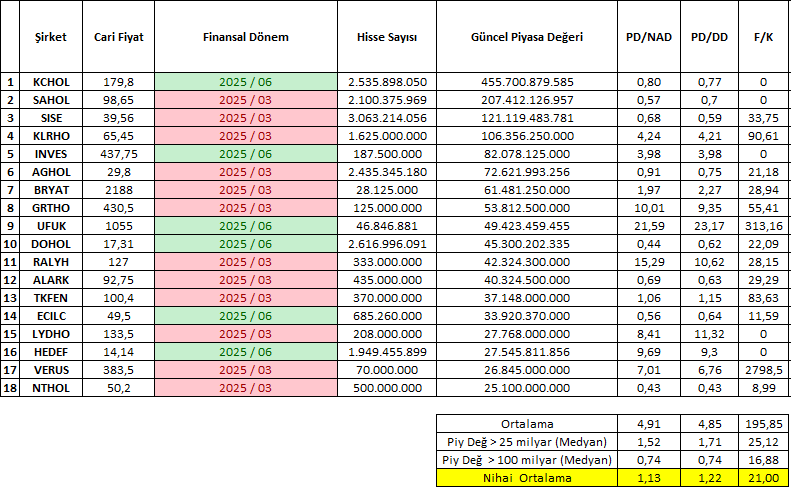 Şirket Cari Fiyat Finansal Dönem Hisse Sayısı Güncel Piyasa Değeri PD/NAD PD/DD F/K
1 KCHOL 179,8 2025 / 06 2.535.898.050 455.700.879.585 0,80 0,77 0
2 SAHOL 98,65 2025 / 03 2.100.375.969 207.412.126.957 0,57 0,7 0
3 SISE 39,56 2025 / 03 3.063.214.056 121.119.483.781 0,68 0,59 33,75
4 KLRHO 65,45 2025 / 03 1.625.000.000 106.356.250.000 4,24 4,21 90,61
5 INVES 437,75 2025 / 06 187.500.000 82.078.125.000 3,98 3,98 0
6 AGHOL 29,8 2025 / 03 2.435.345.180 72.621.993.256 0,91 0,75 21,18
7 BRYAT 2188 2025 / 03 28.125.000 61.481.250.000 1,97 2,27 28,94
8 GRTHO 430,5 2025 / 03 125.000.000 53.812.500.000 10,01 9,35 55,41
9 UFUK 1055 2025 / 06 46.846.881 49.423.459.455 21,59 23,17 313,16
10 DOHOL 17,31 2025 / 06 2.616.996.091 45.300.202.335 0,44 0,62 22,09
11 RALYH 127 2025 / 03 333.000.000 42.324.300.000 15,29 10,62 28,15
12 ALARK 92,75 2025 / 03 435.000.000 40.324.500.000 0,69 0,63 29,29
13 TKFEN 100,4 2025 / 03 370.000.000 37.148.000.000 1,06 1,15 83,63
14 ECILC 49,5 2025 / 06 685.260.000 33.920.370.000 0,56 0,64 11,59
15 LYDHO 133,5 2025 / 03 208.000.000 27.768.000.000 8,41 11,32 0
16 HEDEF 14,14 2025 / 06 1.949.455.899 27.545.811.856 9,69 9,3 0
17 VERUS 383,5 2025 / 03 70.000.000 26.845.000.000 7,01 6,76 2798,5
18 NTHOL 50,2 2025 / 03 500.000.000 25.100.000.000 0,43 0,43 8,99
Ortalama 4,91 4,85 195,85
Piy Değ > 25 milyar (Medyan) 1,52 1,71 25,12
Piy Değ > 100 milyar (Medyan) 0,74 0,74 16,88
Nihai Ortalama 1,13 1,22 21,00